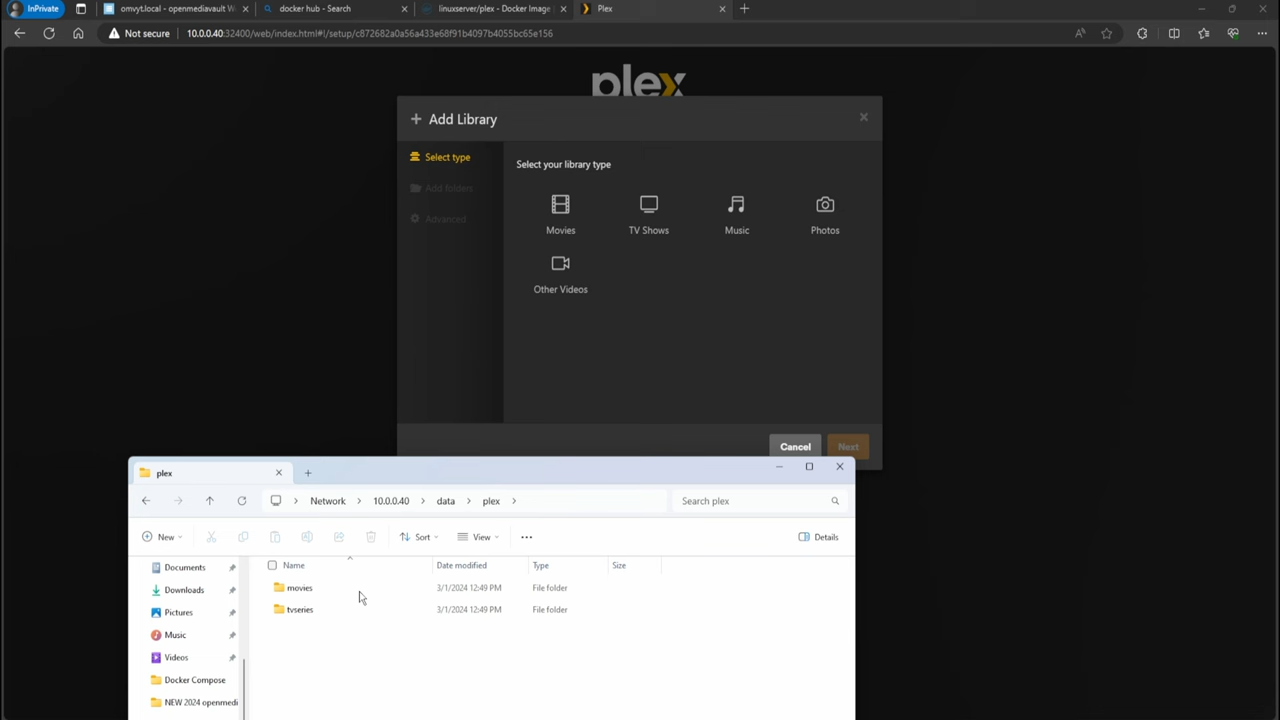 InPrivate
omvyt.local - openmediavault W
docker hub - Search
linuxserver/plex - Docker Image
Plex
Not secure
10.0.0.40:32400/web/index.html#!/setup/c872682a0a56a433e68f91b4097b4055bc65e156
plex
Add Library
Select type
Add folders
Advanced
Select your library type
Movies
TV Shows
Music
Photos
Other Videos
Cancel
Next
plex
Network > 10.0.0.40 > data > plex >
Search plex
New
Sort
View
Details
Name
Date modified
Type
Size
Documents
Downloads
Pictures
Music
Videos
Docker Compose
NEW 2024 openmedi
movies 3/1/2024 12:49 PM File folder
tvseries 3/1/2024 12:49 PM File folder